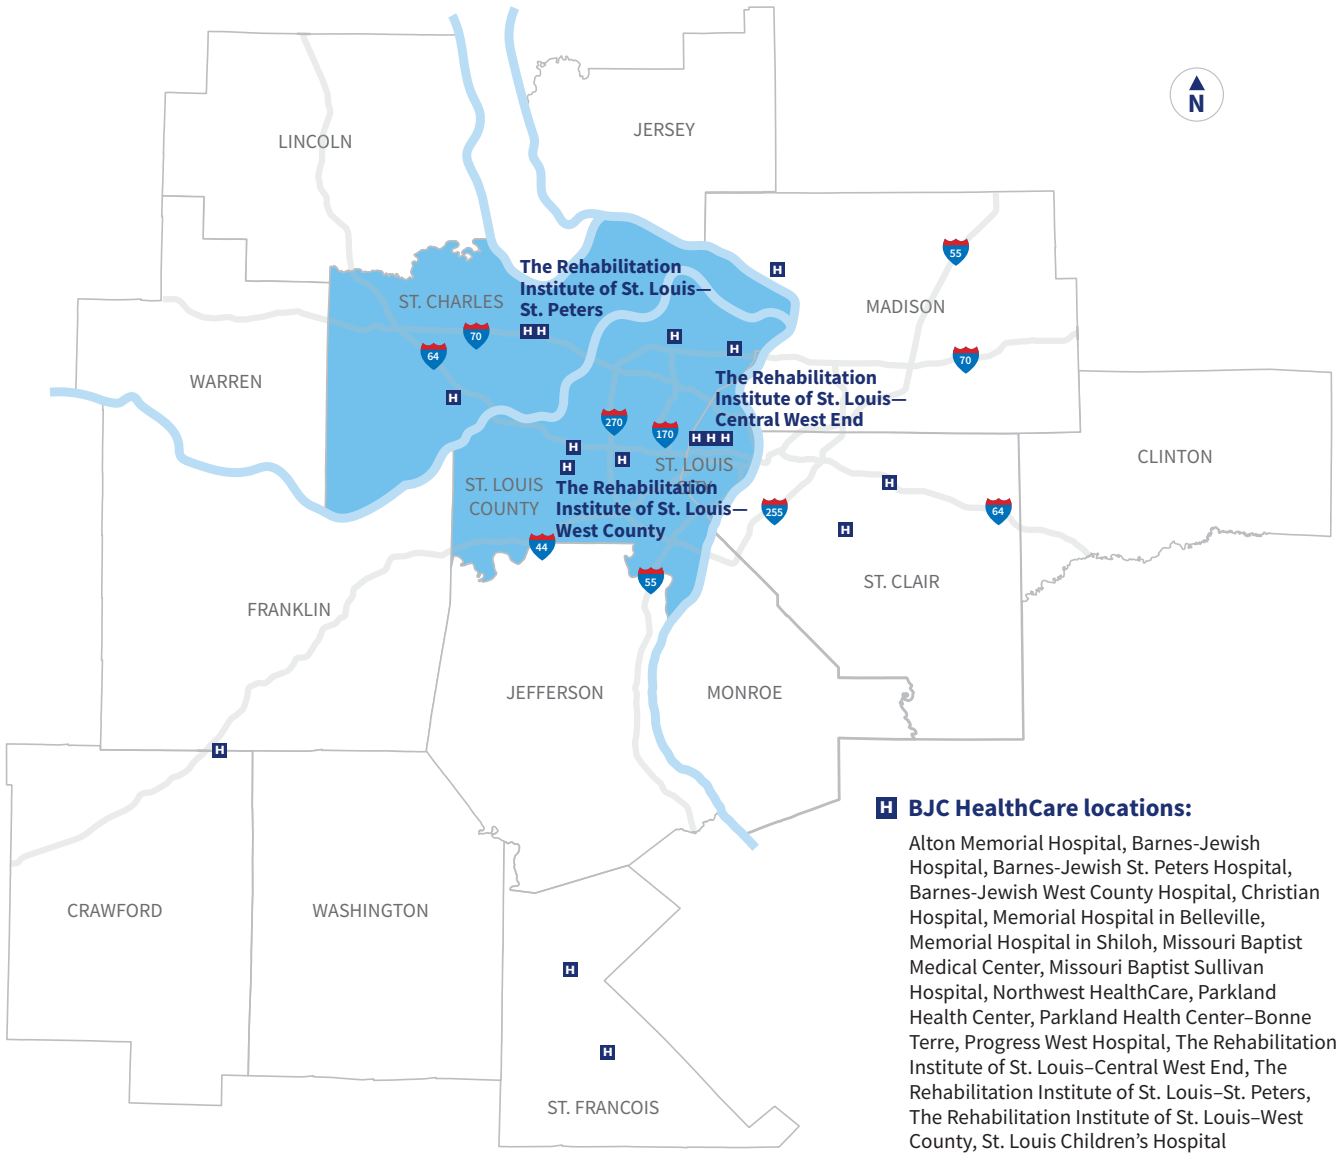 N
JERSEY
LINCOLN
55
H
The Rehabilitation
Institute of St. Louis—
St. Peters
ST. CHARLES
MADISON
H H
70
H
64
H
70
WARREN
The Rehabilitation
Institute of St. Louis—
Central West End
H
270
170
H H H
H
H
H
ST. LOUIS
CITY
CLINTON
ST. LOUIS
COUNTY
The Rehabilitation
Institute of St. Louis—
West County
H
255
64
H
44
55
ST. CLAIR
FRANKLIN
JEFFERSON
MONROE
H
H BJC HealthCare locations:
Alton Memorial Hospital, Barnes-Jewish
Hospital, Barnes-Jewish St. Peters Hospital,
Barnes-Jewish West County Hospital, Christian
Hospital, Memorial Hospital in Belleville,
Memorial Hospital in Shiloh, Missouri Baptist
Medical Center, Missouri Baptist Sullivan
Hospital, Northwest HealthCare, Parkland
Health Center, Parkland Health Center–Bonne
Terre, Progress West Hospital, The Rehabilitation
Institute of St. Louis–Central West End, The
Rehabilitation Institute of St. Louis–St. Peters,
The Rehabilitation Institute of St. Louis–West
County, St. Louis Children’s Hospital
CRAWFORD
WASHINGTON
H
H
ST. FRANCOIS